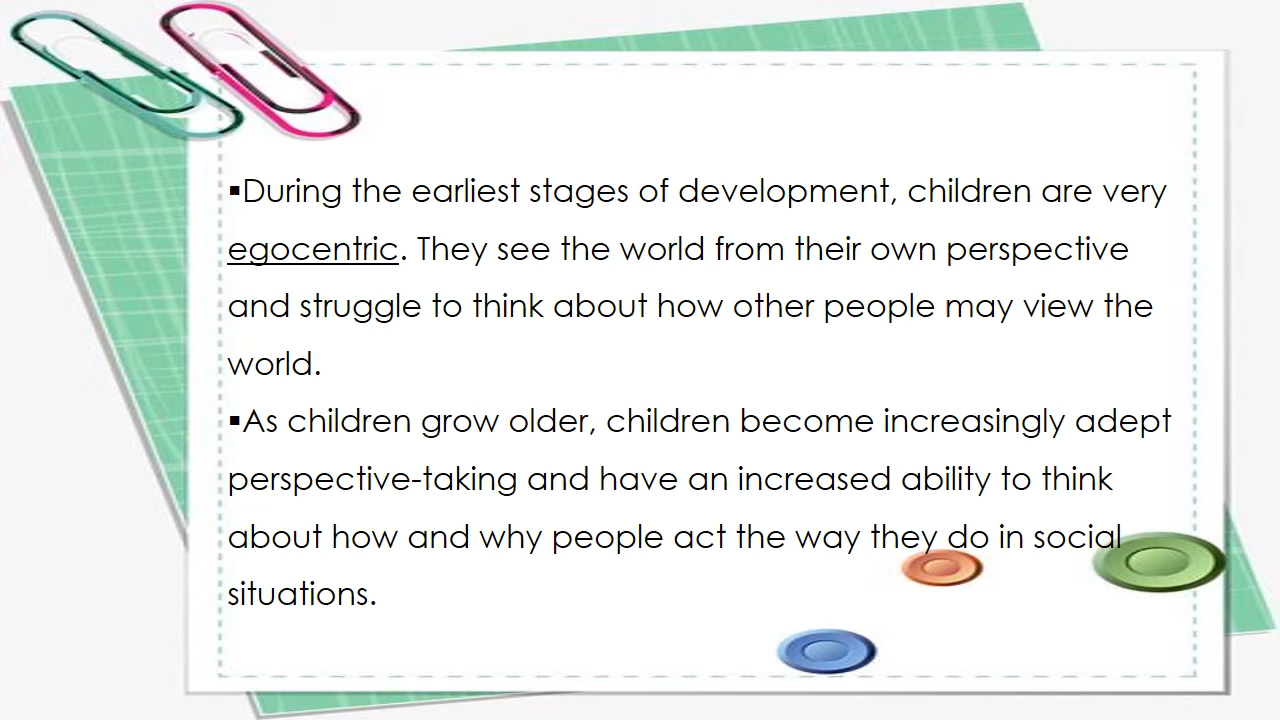 ▪During the earliest stages of development, children are very
egocentric. They see the world from their own perspective
and struggle to think about how other people may view the
world.
▪As children grow older, children become increasingly adept
perspective-taking and have an increased ability to think
about how and why people act the way they do in social
situations.